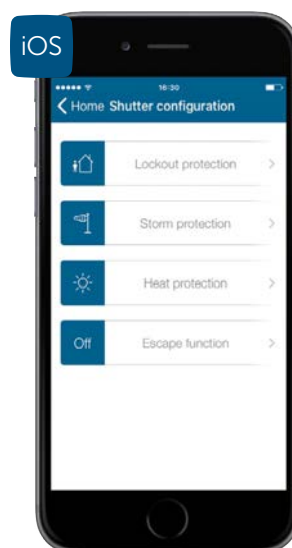 iOS
16:30
Home Shutter configuration
Lockout protection
Storm protection
Heat protection
Off Escape function